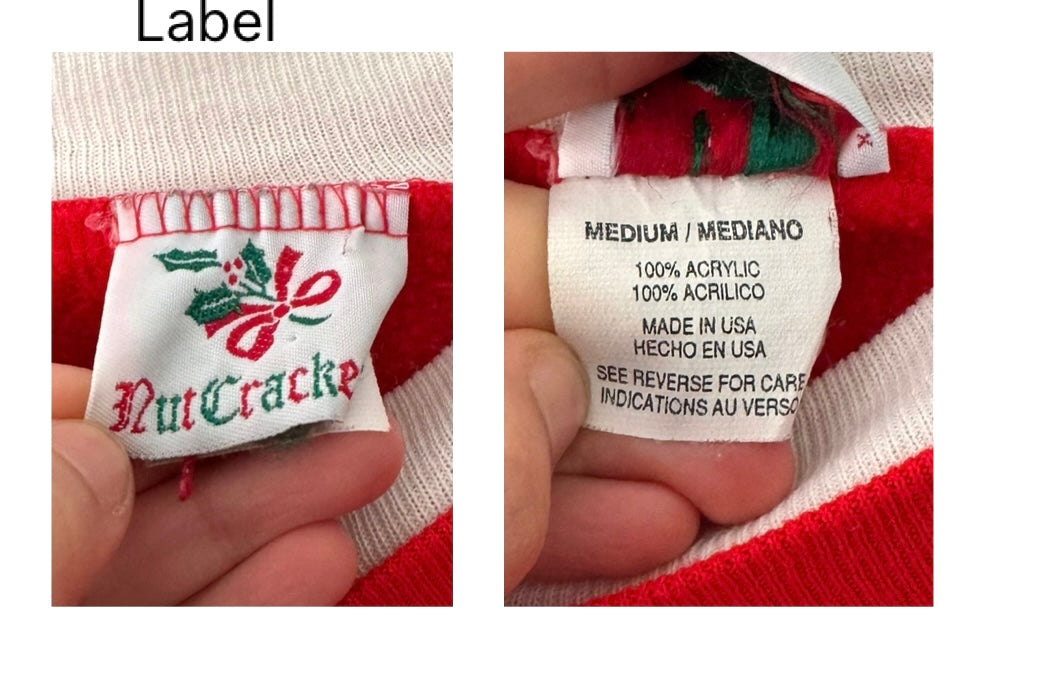 Label
NutCracke
MEDIUM / MEDIANO
100% ACRYLIC
100% ACRILICO
MADE IN USA
HECHO EN USA
SEE REVERSE FOR CARE
INDICATIONS AU VERSO